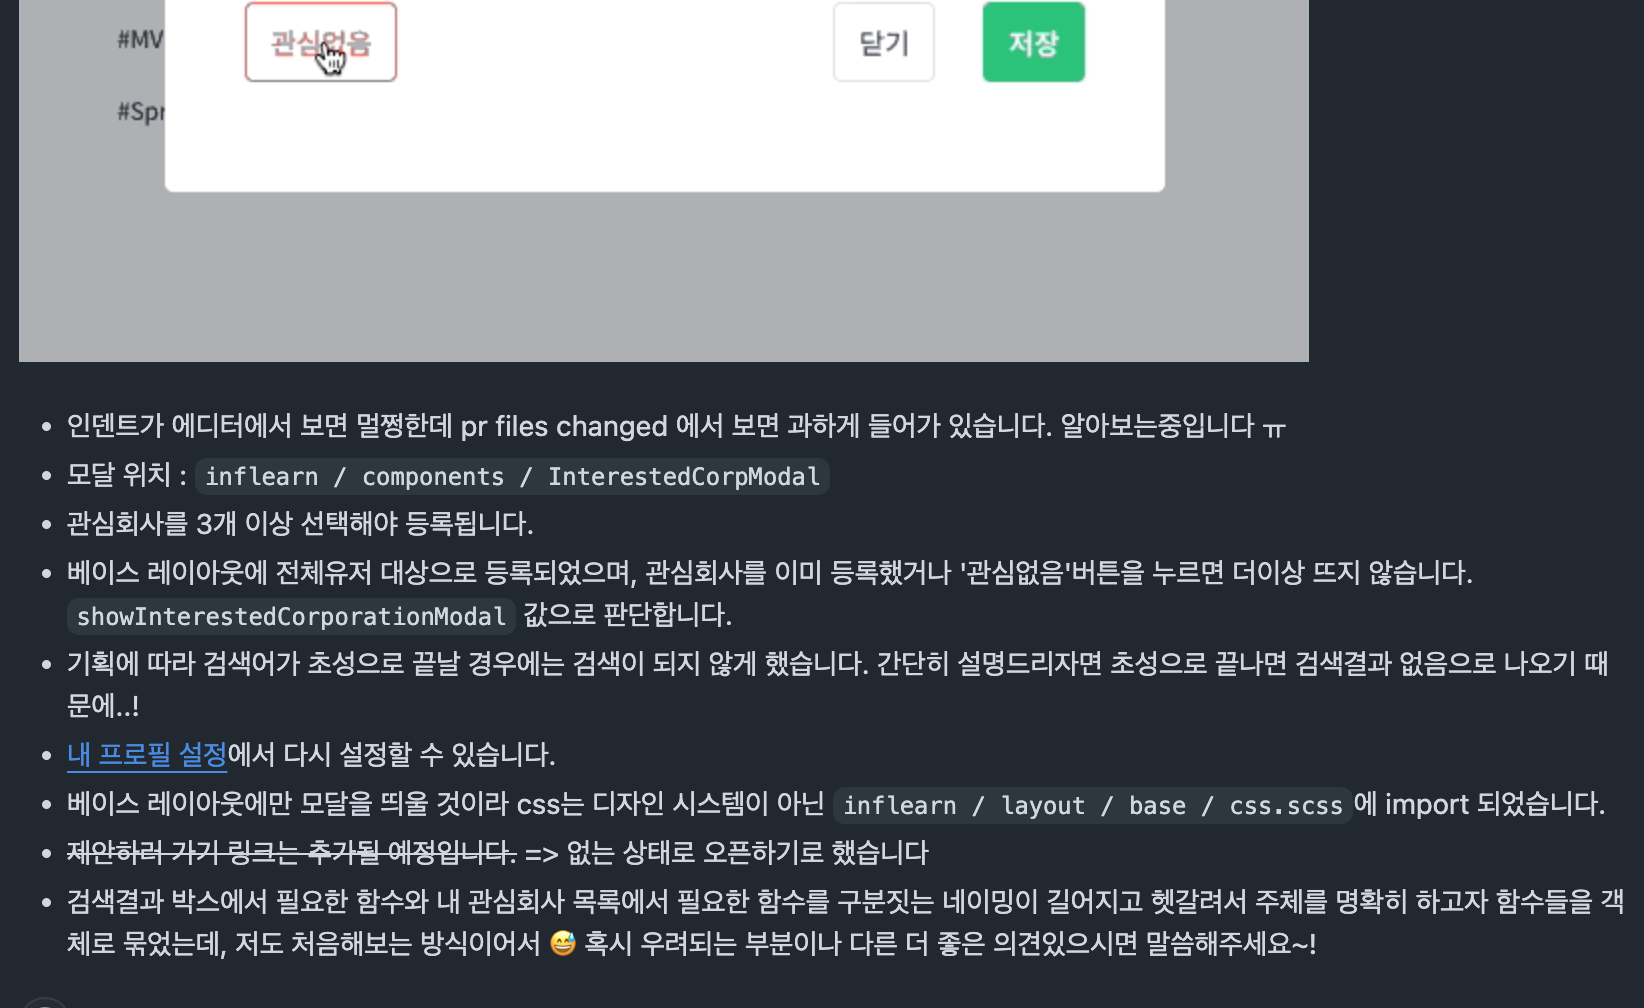 #MV
관심없음
닫기
저장
#Spr
인덴트가 에디터에서 보면 멀쩡한데 pr files changed 에서 보면 과하게 들어가 있습니다. 알아보는중입니다 ㅠ
모달 위치 : inflearn / components / InterestedCorpModal
관심회사를 3개 이상 선택해야 등록됩니다.
베이스 레이아웃에 전체유저 대상으로 등록되었으며, 관심회사를 이미 등록했거나 '관심없음'버튼을 누르면 더이상 뜨지 않습니다.
showInterestedCorporationModal 값으로 판단합니다.
기획에 따라 검색어가 초성으로 끝날 경우에는 검색이 되지 않게 했습니다. 간단히 설명드리자면 초성으로 끝나면 검색결과 없음으로 나오기 때
문에..!
내 프로필 설정에서 다시 설정할 수 있습니다.
베이스 레이아웃에만 모달을 띄울 것이라 css는 디자인 시스템이 아닌 inflearn / layout / base / css.scss에 import 되었습니다.
제안하러 가기 링크는 추가될 예정입니다. => 없는 상태로 오픈하기로 했습니다
검색결과 박스에서 필요한 함수와 내 관심회사 목록에서 필요한 함수를 구분짓는 네이밍이 길어지고 헷갈려서 주체를 명확히 하고자 함수들을 객
체로 묶었는데, 저도 처음해보는 방식이어서 😅 혹시 우려되는 부분이나 다른 더 좋은 의견있으시면 말씀해주세요~!